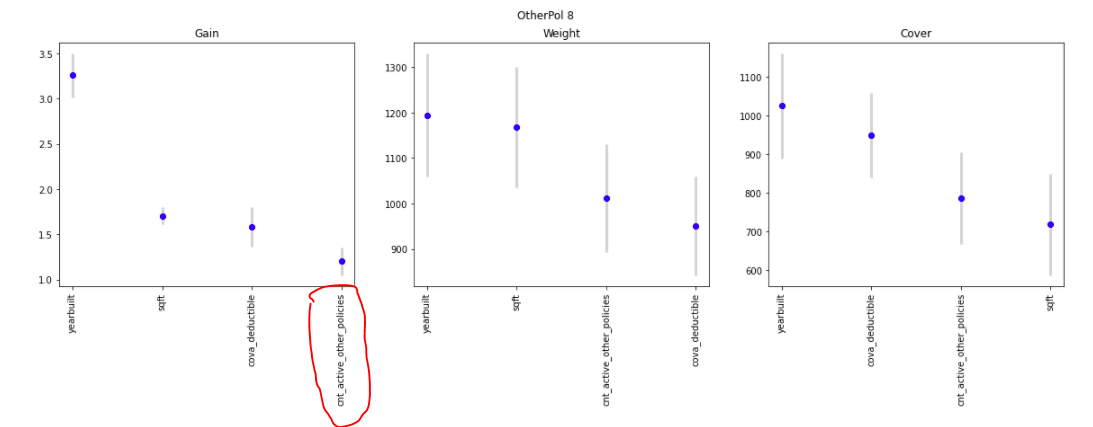 OtherPol 8
Gain
3.5
3.0
2.5
2.0
1.5
1.0
yearbuilt
sqft
cova_deductible
cnt_active_other_policies
Weight
1300
1200
1100
1000
900
yearbuilt
sqft
cnt_active_other_policies
cova_deductible
Cover
1100
1000
900
800
700
600
yearbuilt
cova_deductible
cnt_active_other_policies
sqft